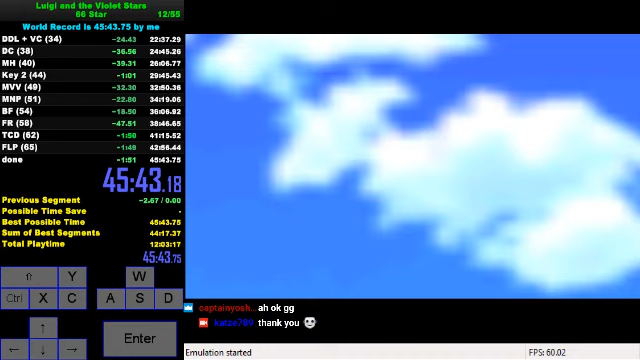 Luigi and the Violet Stars
66 Star 12/55
World Record is 45:43.75 by me
DDL + VC (34) -24.43 22:37.29
DC (38) -36.56 24:45.26
MH (40) -39.31 26:06.77
Key 2 (44) -1:01 29:45.43
MVV (49) -32.30 32:50.36
MNP (51) -22.80 34:19.06
BF (54) -18.50 36:06.92
FR (58) -47.51 38:46.65
TCD (62) -1:50 41:15.52
FLP (65) -1:49 42:56.44
done -1:51 45:43.75
45:43.18
Previous Segment -2.67 / 0.00
Possible Time Save -
Best Possible Time 45:43.75
Sum of Best Segments 44:17.37
Total Playtime 12:03:17
45:43.75
⇧ Y W
Ctrl X C A S D
↑ Enter
← ↓ →
captainyosh... ah ok gg
katze789 thank you
Emulation started FPS: 60.02